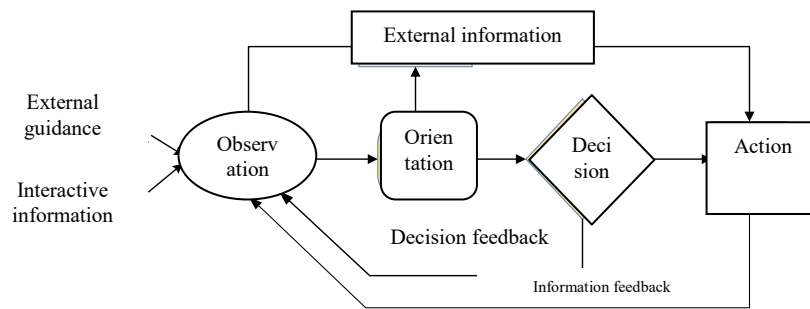 External information
External
guidance
Interactive
information
Observ
ation
Orien
tation
Deci
sion
Action
Decision feedback
Information feedback